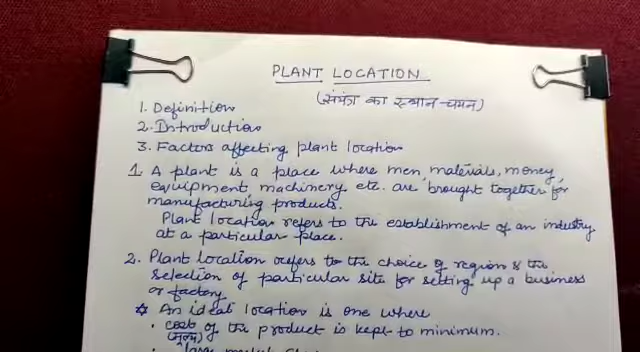 PLANT LOCATION
(संयंत्र का स्थान-चयन)
1. Definition
2. Introduction
3. Factors affecting plant location
1. A plant is a place where men, materials, money,
equipment, machinery etc. are brought together for
manufacturing products.
Plant location refers to the establishment of an industry
at a particular place.
2. Plant location refers to the choice of region & the
selection of particular site for setting up a business
or factory.
✡ An ideal location is one where
• cost of the product is kept to minimum.
(मूल्य)